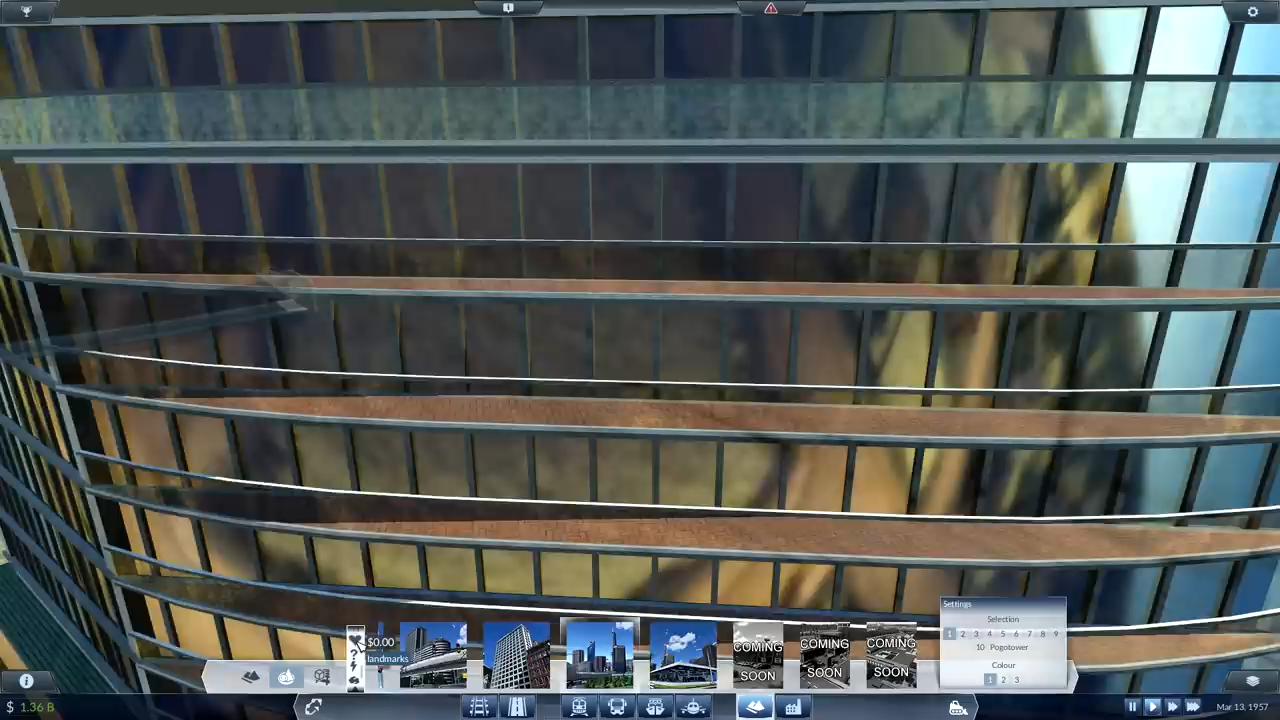 $0.00
landmarks
COMING SOON
COMING SOON
COMING SOON
Settings
Selection
1 2 3 4 5 6 7 8 9
10 Pogotower
Colour
1 2 3
$ 1.36 B
Mar 13, 1957